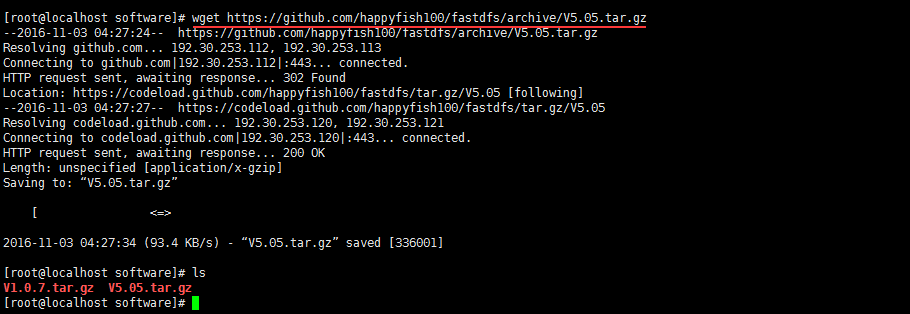 [root@localhost software]# wget https://github.com/happyfish100/fastdfs/archive/V5.05.tar.gz
--2016-11-03 04:27:24--  https://github.com/happyfish100/fastdfs/archive/V5.05.tar.gz
Resolving github.com... 192.30.253.112, 192.30.253.113
Connecting to github.com|192.30.253.112|:443... connected.
HTTP request sent, awaiting response... 302 Found
Location: https://codeload.github.com/happyfish100/fastdfs/tar.gz/V5.05 [following]
--2016-11-03 04:27:27--  https://codeload.github.com/happyfish100/fastdfs/tar.gz/V5.05
Resolving codeload.github.com... 192.30.253.120, 192.30.253.121
Connecting to codeload.github.com|192.30.253.120|:443... connected.
HTTP request sent, awaiting response... 200 OK
Length: unspecified [application/x-gzip]
Saving to: “V5.05.tar.gz”
[               <=>
2016-11-03 04:27:34 (93.4 KB/s) - “V5.05.tar.gz” saved [336001]
[root@localhost software]# ls
V1.0.7.tar.gz  V5.05.tar.gz
[root@localhost software]#